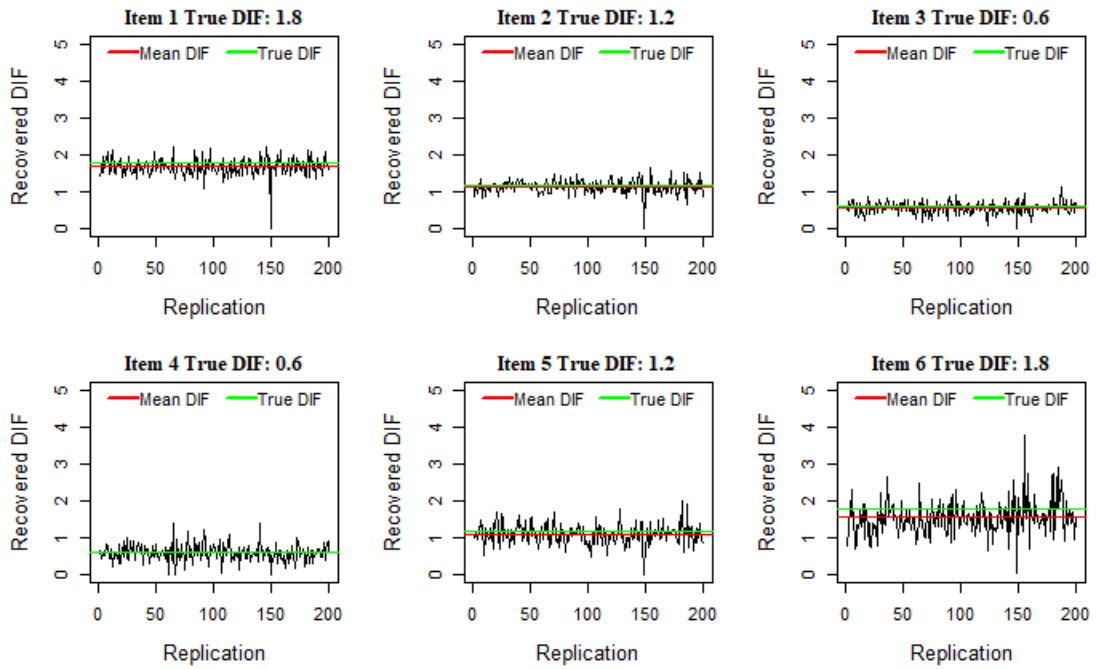 Item 1 True DIF: 1.8
Mean DIF True DIF
Recovered DIF
5
4
3
2
1
0
0 50 100 150 200
Replication
Item 2 True DIF: 1.2
Mean DIF True DIF
Recovered DIF
5
4
3
2
1
0
0 50 100 150 200
Replication
Item 3 True DIF: 0.6
Mean DIF True DIF
Recovered DIF
5
4
3
2
1
0
0 50 100 150 200
Replication
Item 4 True DIF: 0.6
Mean DIF True DIF
Recovered DIF
5
4
3
2
1
0
0 50 100 150 200
Replication
Item 5 True DIF: 1.2
Mean DIF True DIF
Recovered DIF
5
4
3
2
1
0
0 50 100 150 200
Replication
Item 6 True DIF: 1.8
Mean DIF True DIF
Recovered DIF
5
4
3
2
1
0
0 50 100 150 200
Replication